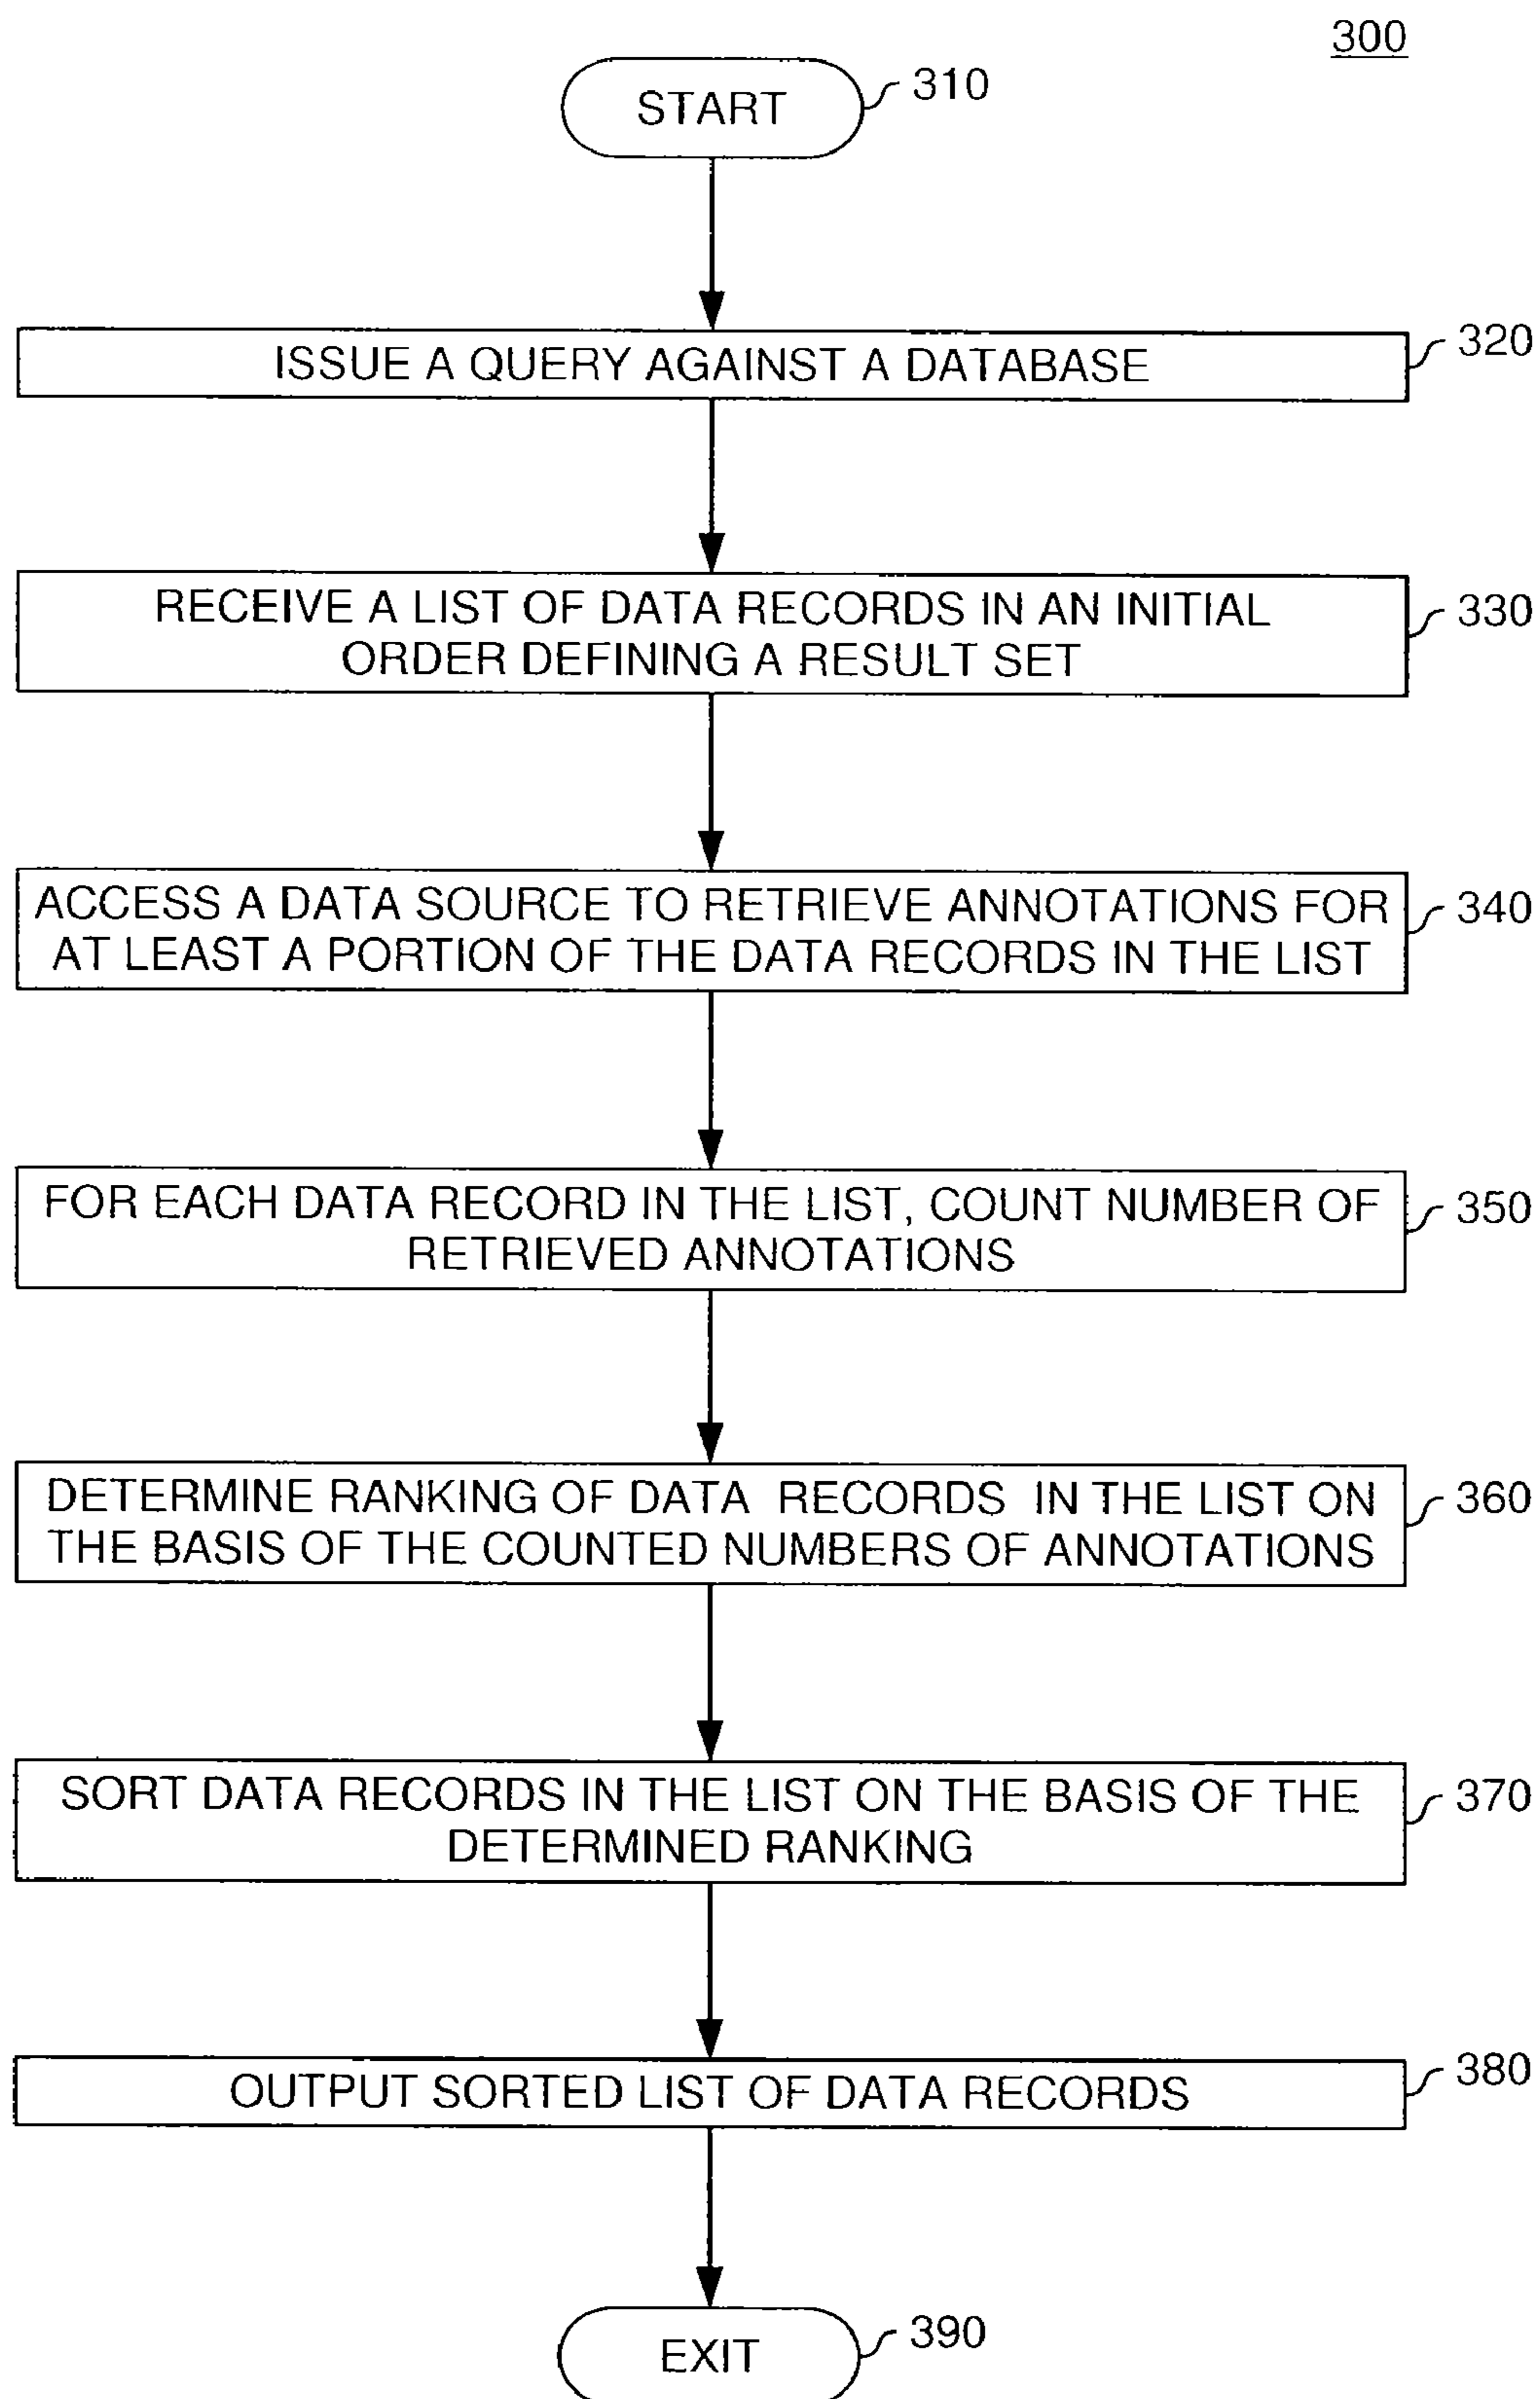 300
START
310
ISSUE A QUERY AGAINST A DATABASE
320
RECEIVE A LIST OF DATA RECORDS IN AN INITIAL
ORDER DEFINING A RESULT SET
330
ACCESS A DATA SOURCE TO RETRIEVE ANNOTATIONS FOR
AT LEAST A PORTION OF THE DATA RECORDS IN THE LIST
340
FOR EACH DATA RECORD IN THE LIST, COUNT NUMBER OF
RETRIEVED ANNOTATIONS
350
DETERMINE RANKING OF DATA RECORDS IN THE LIST ON
THE BASIS OF THE COUNTED NUMBERS OF ANNOTATIONS
360
SORT DATA RECORDS IN THE LIST ON THE BASIS OF THE
DETERMINED RANKING
370
OUTPUT SORTED LIST OF DATA RECORDS
380
EXIT
390